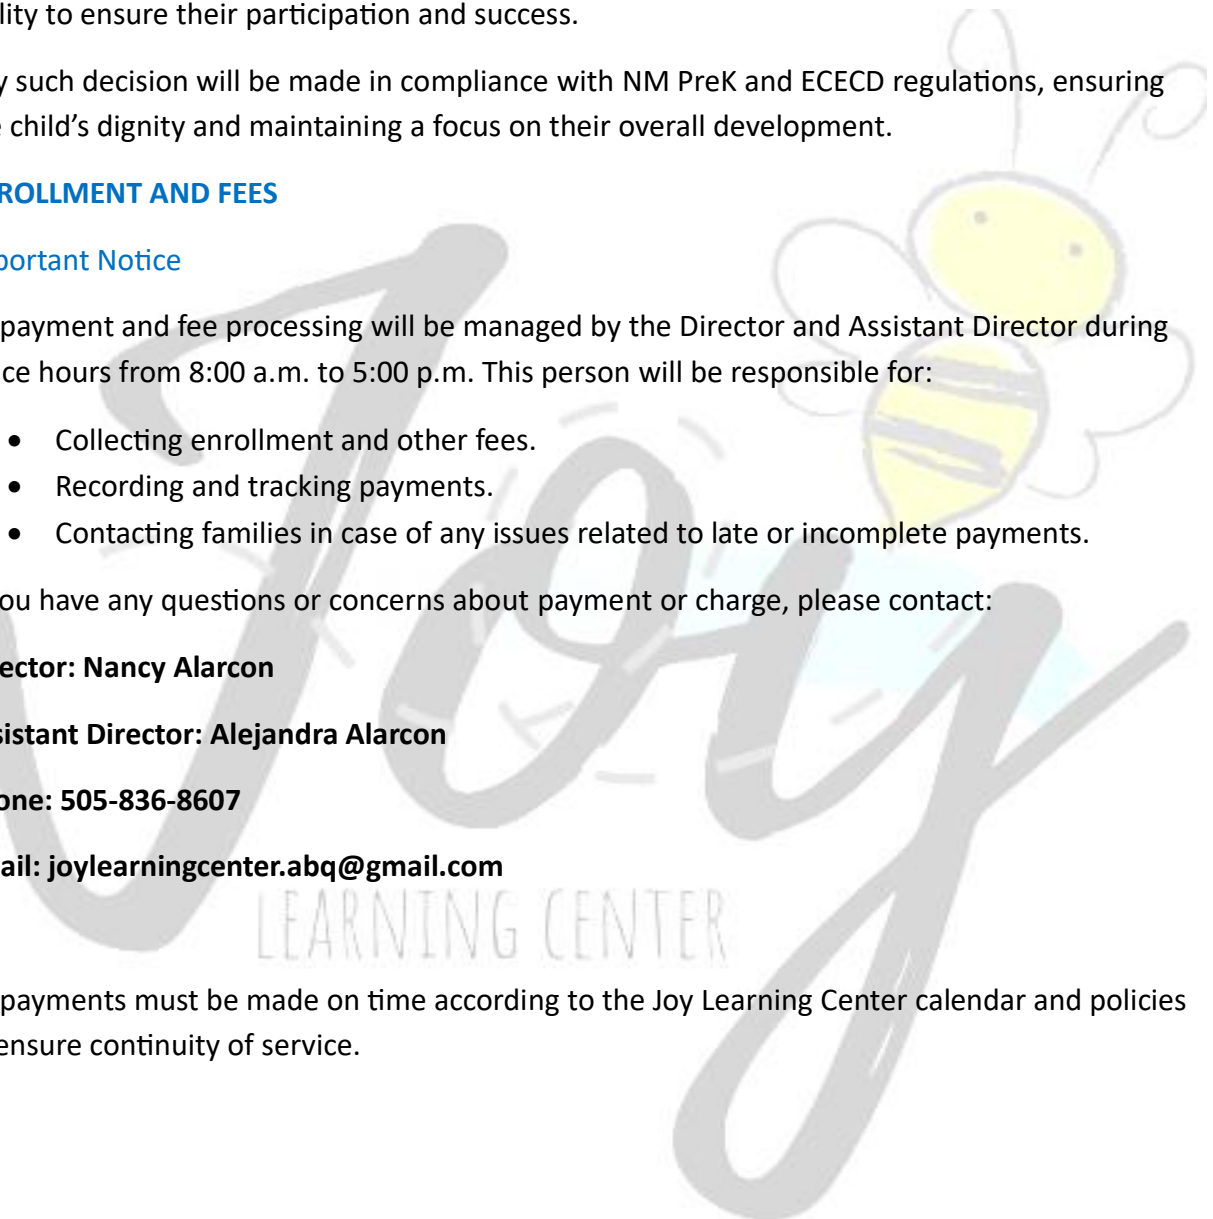 lity to ensure their participation and success.
y such decision will be made in compliance with NM PreK and ECECD regulations, ensuring
e child's dignity and maintaining a focus on their overall development.
ROLLMENT AND FEES
portant Notice
payment and fee processing will be managed by the Director and Assistant Director during
ice hours from 8:00 a.m. to 5:00 p.m. This person will be responsible for:
• Collecting enrollment and other fees.
• Recording and tracking payments.
• Contacting families in case of any issues related to late or incomplete payments.
ou have any questions or concerns about payment or charge, please contact:
ector: Nancy Alarcon
sistant Director: Alejandra Alarcon
one: 505-836-8607
ail: joylearningcenter.abq@gmail.com
Joy
LEARNING CENTER
payments must be made on time according to the Joy Learning Center calendar and policies
ensure continuity of service.